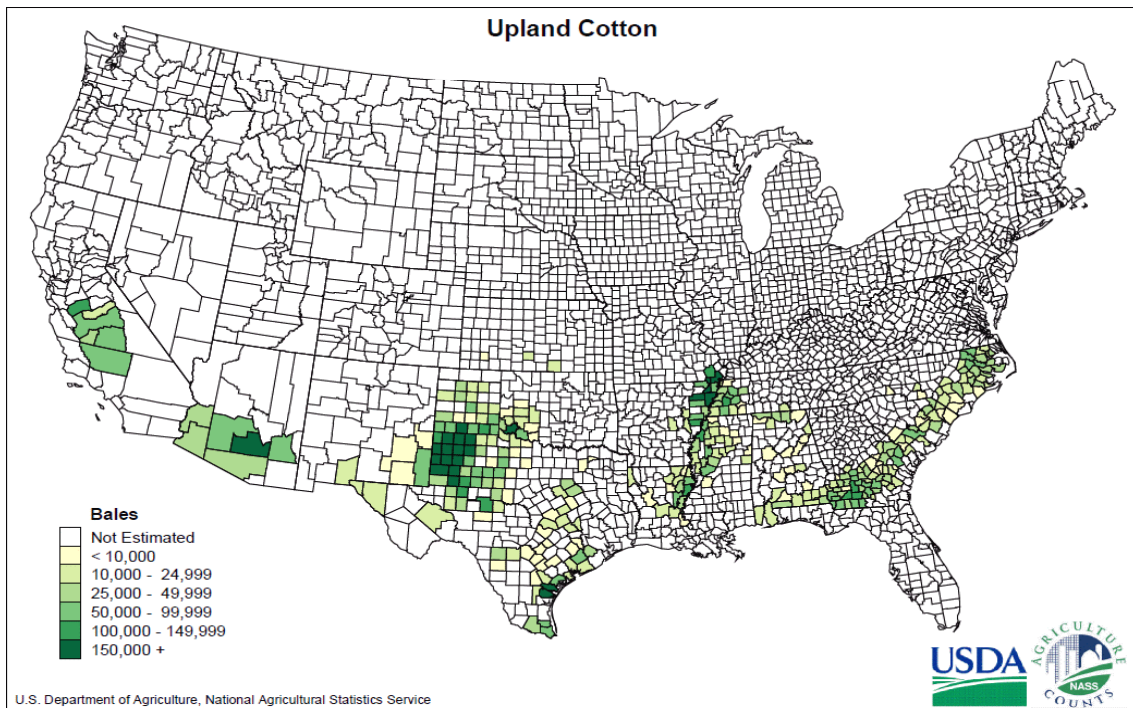 Upland Cotton
Bales
Not Estimated
< 10,000
10,000 - 24,999
25,000 - 49,999
50,000 - 99,999
100,000 - 149,999
150,000 +
U.S. Department of Agriculture, National Agricultural Statistics Service
USDA
AGRICULTURE
NASS
COUNTS